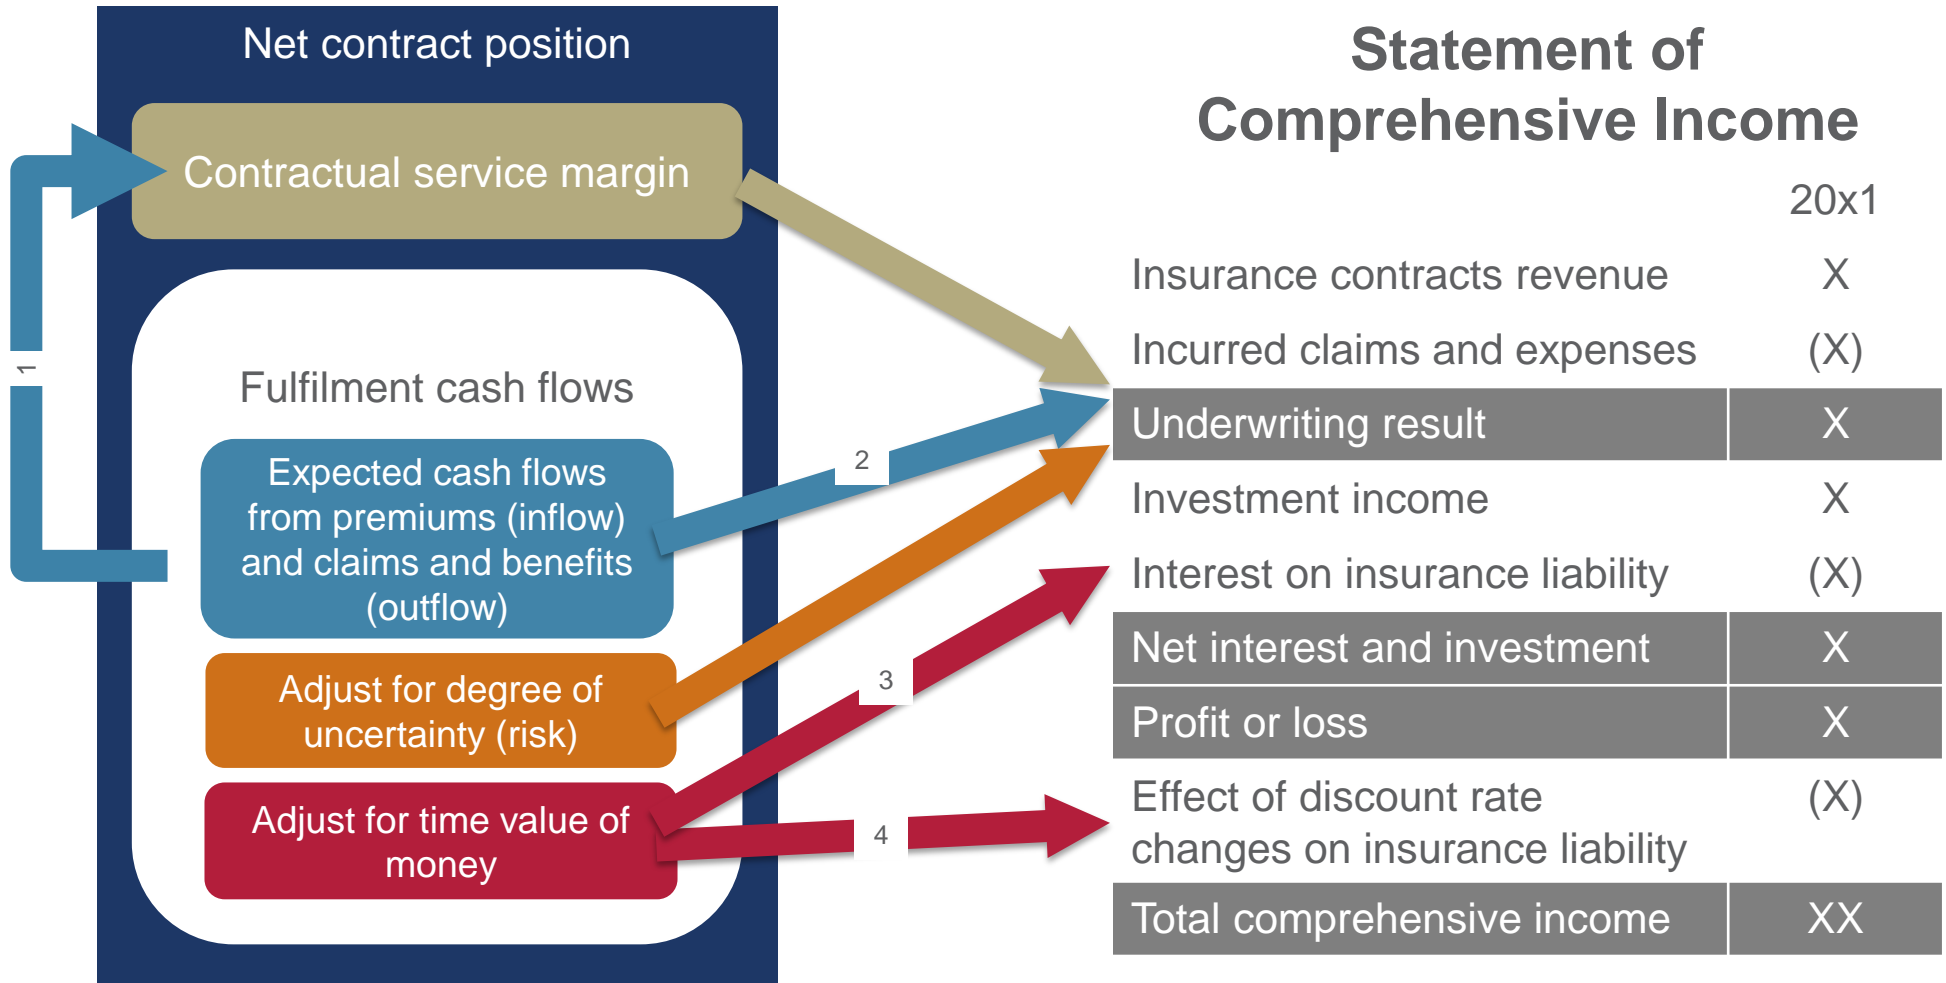 Net contract position
Contractual service margin
1
Fulfilment cash flows
Expected cash flows
from premiums (inflow)
and claims and benefits
(outflow)
Adjust for degree of
uncertainty (risk)
Adjust for time value of
money
2
3
4
Statement of
Comprehensive Income
20x1
Insurance contracts revenue X
Incurred claims and expenses (X)
Underwriting result X
Investment income X
Interest on insurance liability (X)
Net interest and investment X
Profit or loss X
Effect of discount rate (X)
changes on insurance liability
Total comprehensive income XX